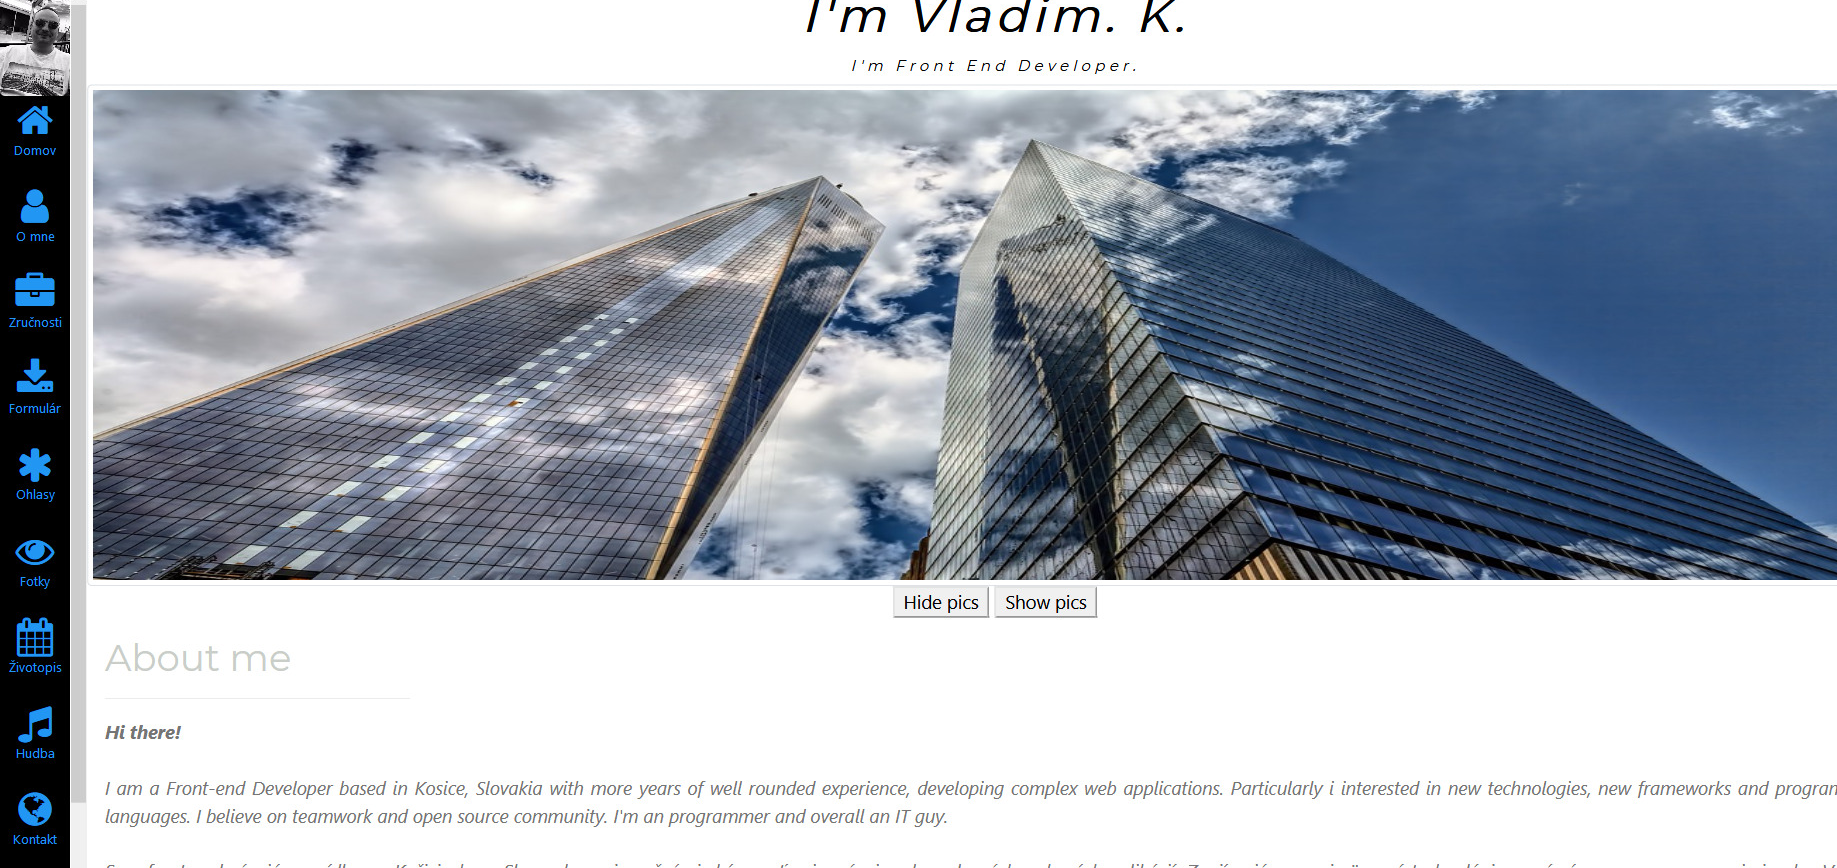 I'm Vladim. K.
I'm Front End Developer.
Domov
O mne
Zručnosti
Formulár
Ohlasy
Fotky
Životopis
Hudba
Kontakt
Hide pics Show pics
About me
Hi there!
I am a Front-end Developer based in Kosice, Slovakia with more years of well rounded experience, developing complex web applications. Particularly i interested in new technologies, new frameworks and
languages. I believe on teamwork and open source community. I'm an programmer and overall an IT guy.